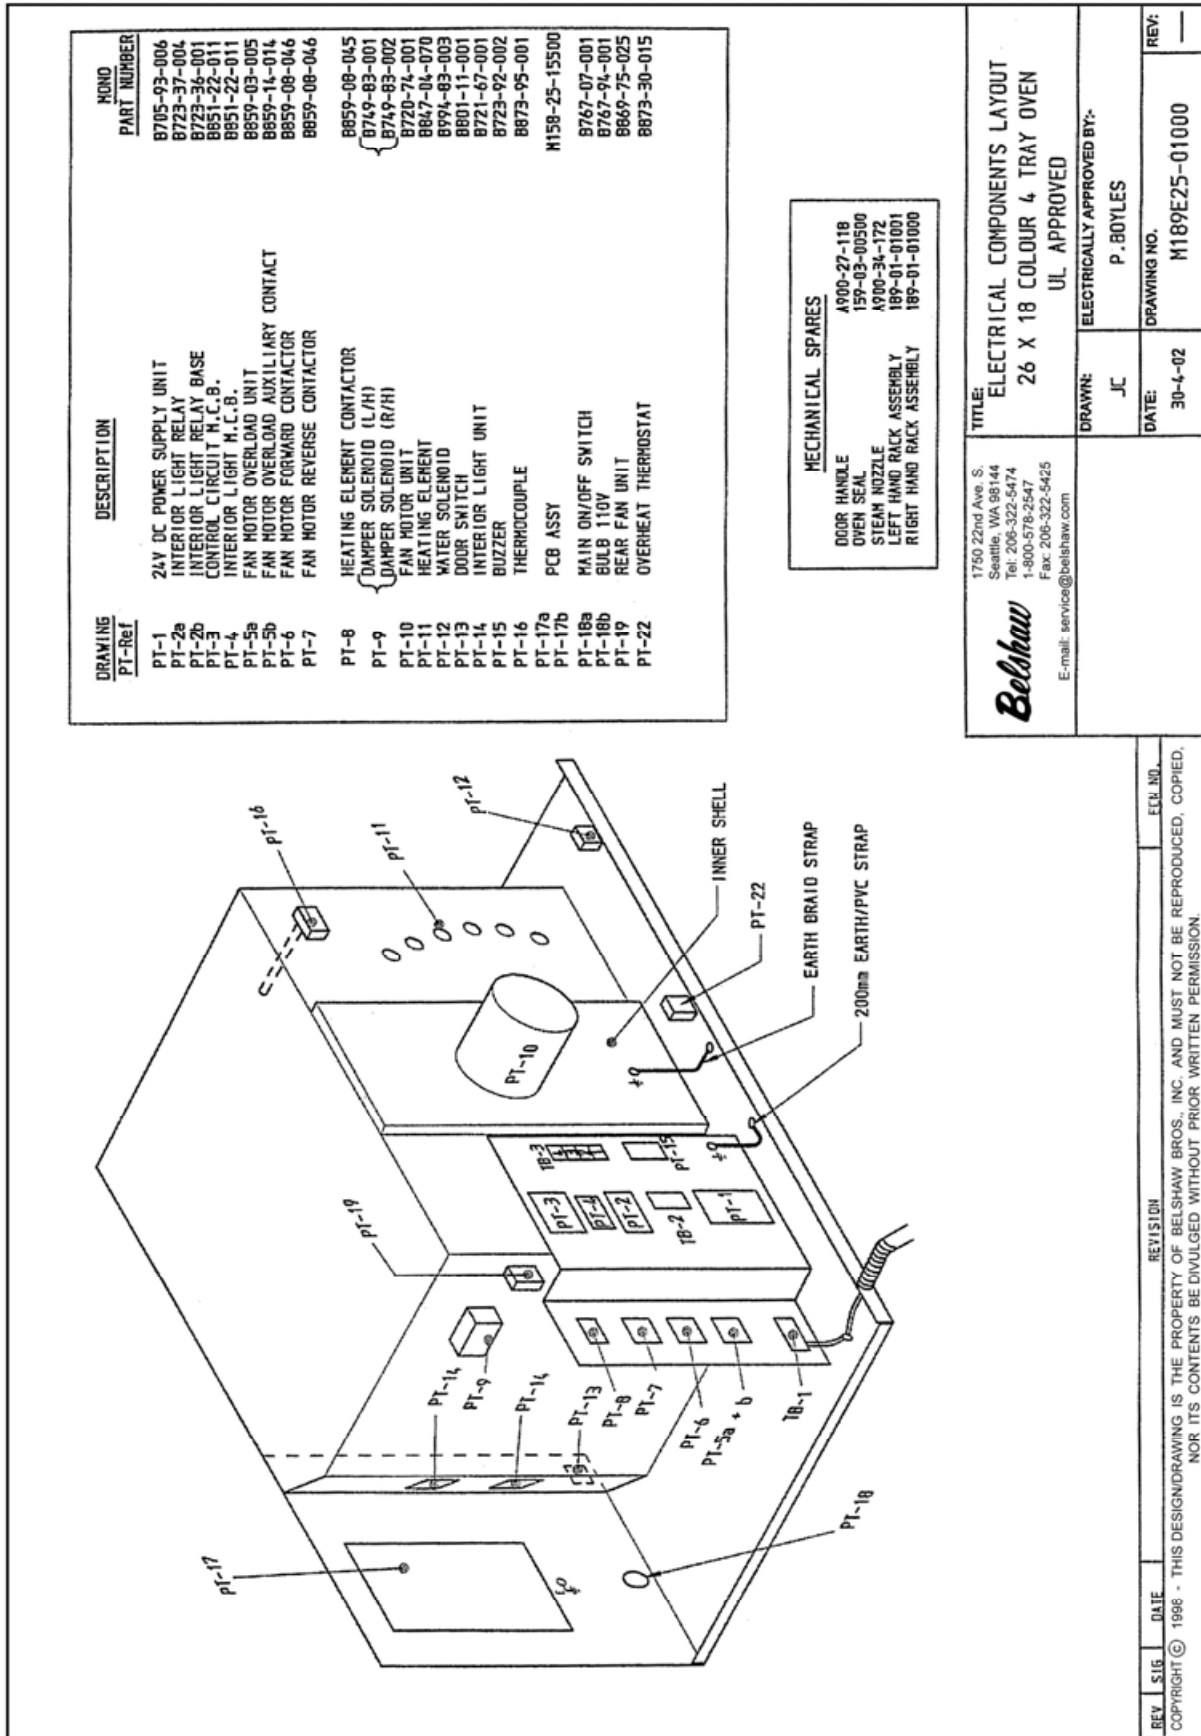 DRAWING PT-Ref DESCRIPTION MONO PART NUMBER
PT-1 24V DC POWER SUPPLY UNIT B705-93-006
PT-2a INTERIOR LIGHT RELAY B723-37-004
PT-2b INTERIOR LIGHT RELAY BASE B723-36-001
PT-3 CONTROL CIRCUIT M.C.B. B851-22-011
PT-4 INTERIOR LIGHT M.C.B. B851-22-011
PT-5a FAN MOTOR OVERLOAD UNIT B859-03-005
PT-5b FAN MOTOR OVERLOAD AUXILIARY CONTACT B859-14-014
PT-6 FAN MOTOR FORWARD CONTACTOR B859-08-046
PT-7 FAN MOTOR REVERSE CONTACTOR B859-08-046
PT-8 HEATING ELEMENT CONTACTOR B859-08-045
PT-9 {DAMPER SOLENOID (L/H) {B749-83-001
{DAMPER SOLENOID (R/H) {B749-83-002
PT-10 FAN MOTOR UNIT B720-74-001
PT-11 HEATING ELEMENT B847-04-070
PT-12 WATER SOLENOID B994-83-003
PT-13 DOOR SWITCH B801-11-001
PT-14 INTERIOR LIGHT UNIT B721-67-001
PT-15 BUZZER B723-92-002
PT-16 THERMOCOUPLE B873-95-001
PT-17a PCB ASSY
PT-17b M158-25-15500
PT-18a MAIN ON/OFF SWITCH B767-07-001
PT-18b BULB 110V B767-94-001
PT-19 REAR FAN UNIT B869-75-025
PT-22 OVERHEAT THERMOSTAT B873-30-015
MECHANICAL SPARES
DOOR HANDLE A900-27-118
OVEN SEAL 159-03-00500
STEAM NOZZLE A900-34-172
LEFT HAND RACK ASSEMBLY 189-01-01001
RIGHT HAND RACK ASSEMBLY 189-01-01000
PT-17
PT-14
PT-9
PT-14
PT-13
PT-8
PT-7
PT-6
PT-5a + b
TB-1
PT-18
PT-19
PT-3
PT-4
PT-2
TB-2
PT-1
TB-3
PT-15
PT-10
PT-16
PT-11
PT-12
INNER SHELL
PT-22
EARTH BRAID STRAP
200mm EARTH/PVC STRAP
Belshaw
1750 22nd Ave. S.
Seattle, WA 98144
Tel: 206-322-5474
1-800-578-2547
Fax: 206-322-5425
E-mail: service@belshaw.com
TITLE:
ELECTRICAL COMPONENTS LAYOUT
26 X 18 COLOUR 4 TRAY OVEN
UL APPROVED
DRAWN: JC
ELECTRICALLY APPROVED BY:- P.BOYLES
DATE: 30-4-02
DRAWING NO. M189E25-01000
REV: —
REV SIG DATE REVISION ECN NO.
COPYRIGHT © 1998 - THIS DESIGN/DRAWING IS THE PROPERTY OF BELSHAW BROS., INC. AND MUST NOT BE REPRODUCED, COPIED,
NOR ITS CONTENTS BE DIVULGED WITHOUT PRIOR WRITTEN PERMISSION.